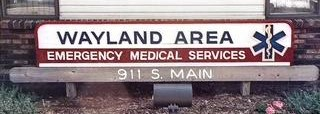 WAYLAND AREA
EMERGENCY MEDICAL SERVICES
911 S. MAIN